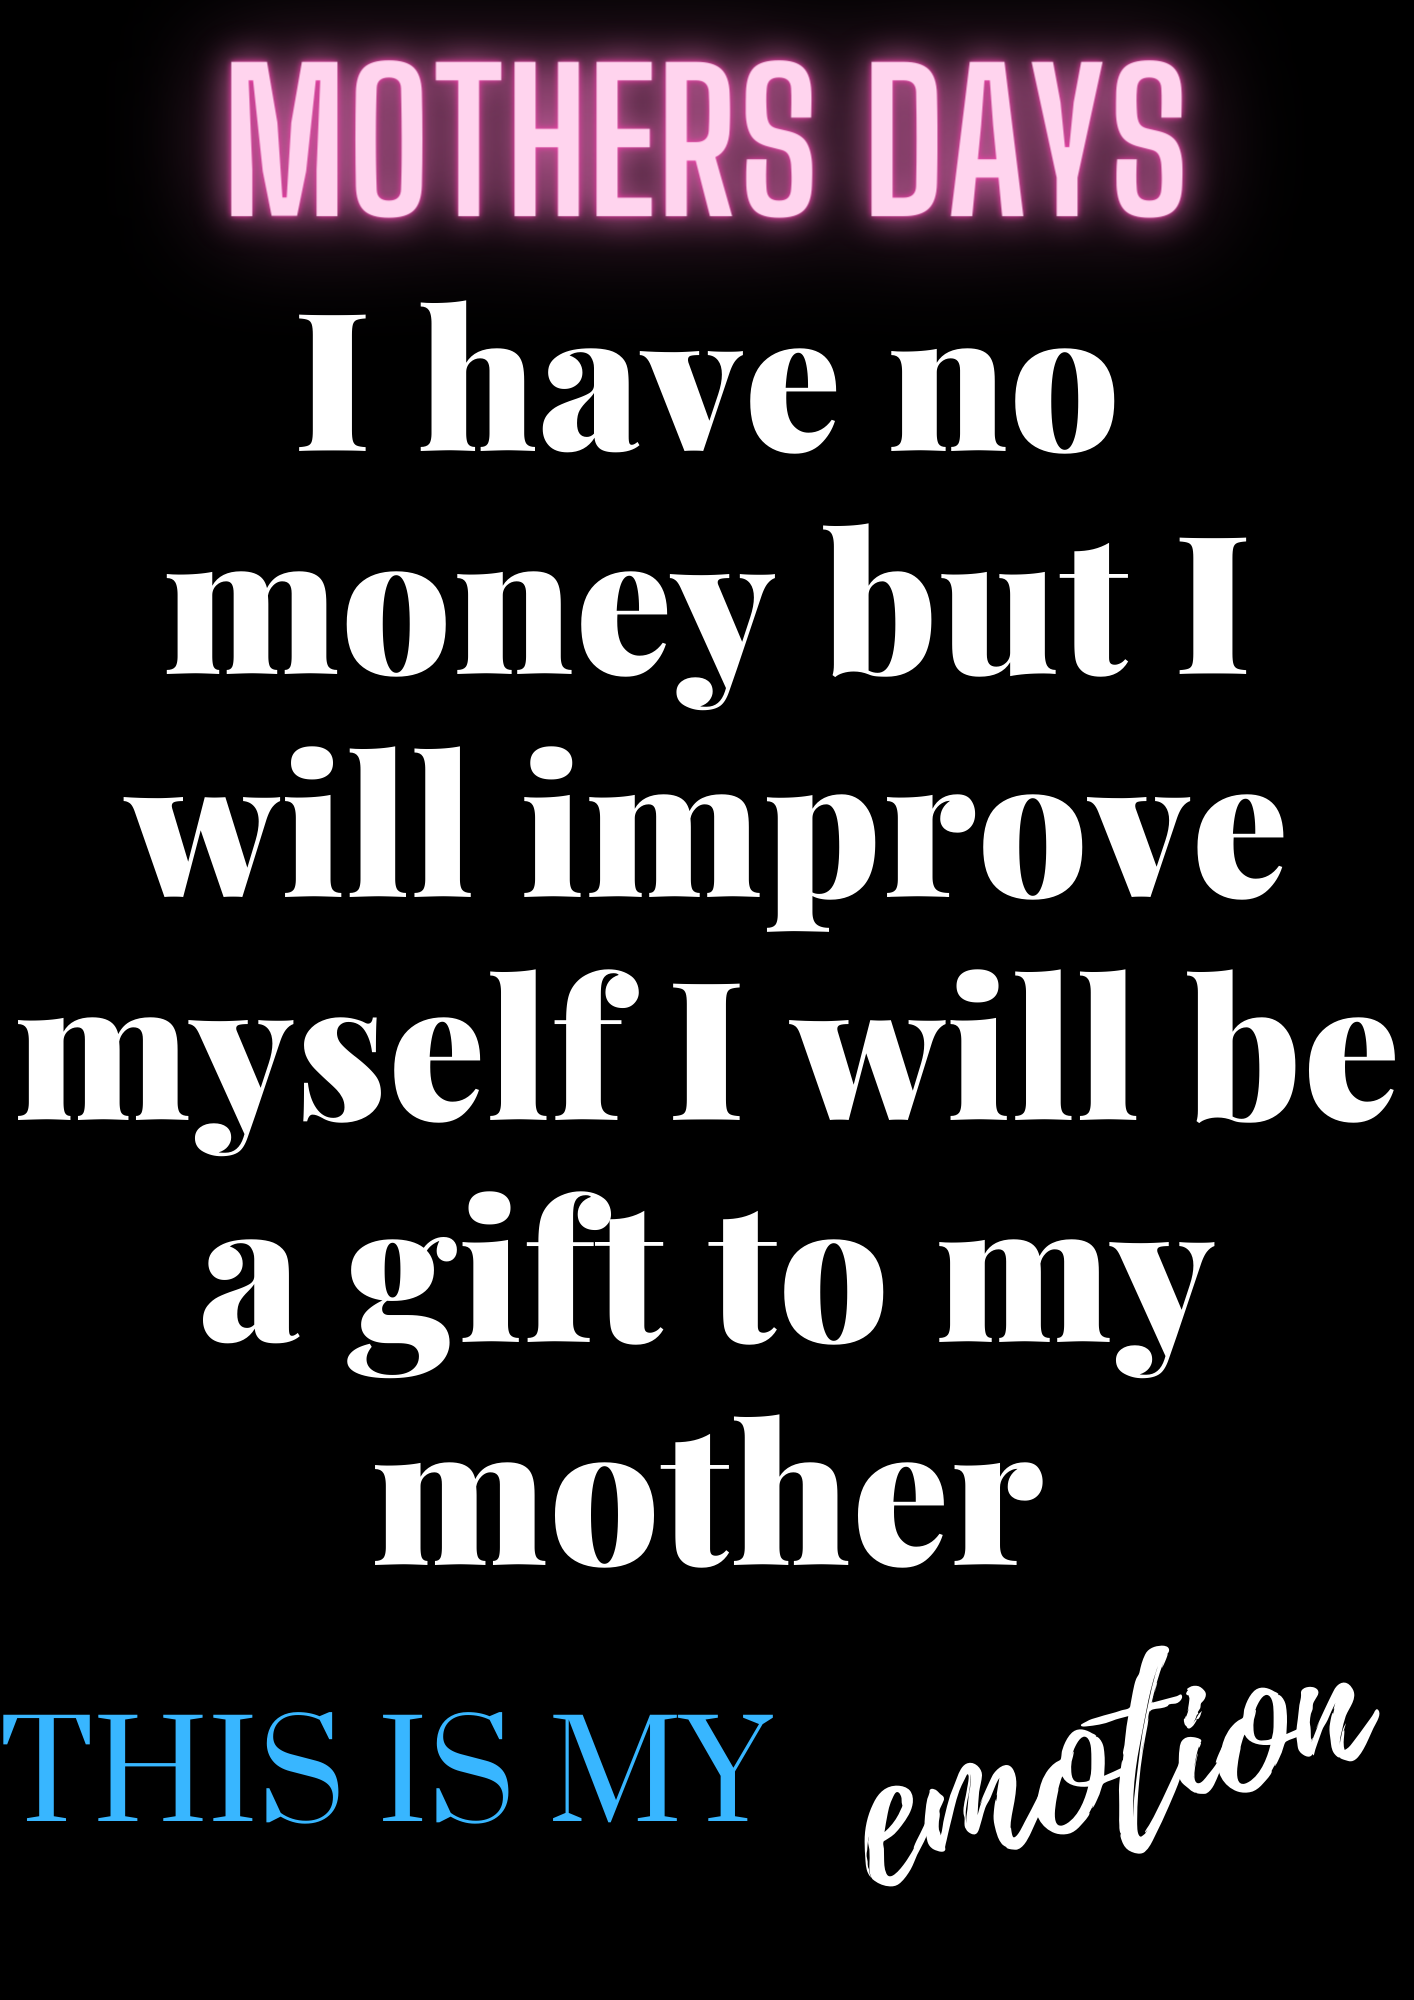 MOTHERS DAYS
I have no
money but I
will improve
myself I will be
a gift to my
mother
THIS IS MY emotion